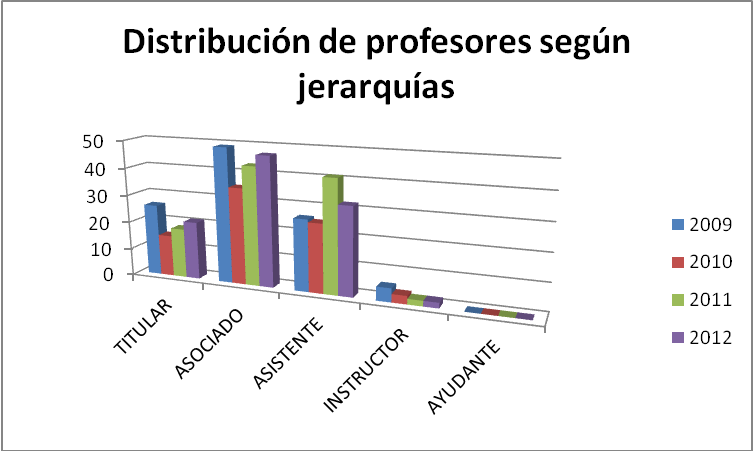 Distribución de profesores según
jerarquías
50
40
30
20
10
0
TITULAR
ASOCIADO
ASISTENTE
INSTRUCTOR
AYUDANTE
2009
2010
2011
2012